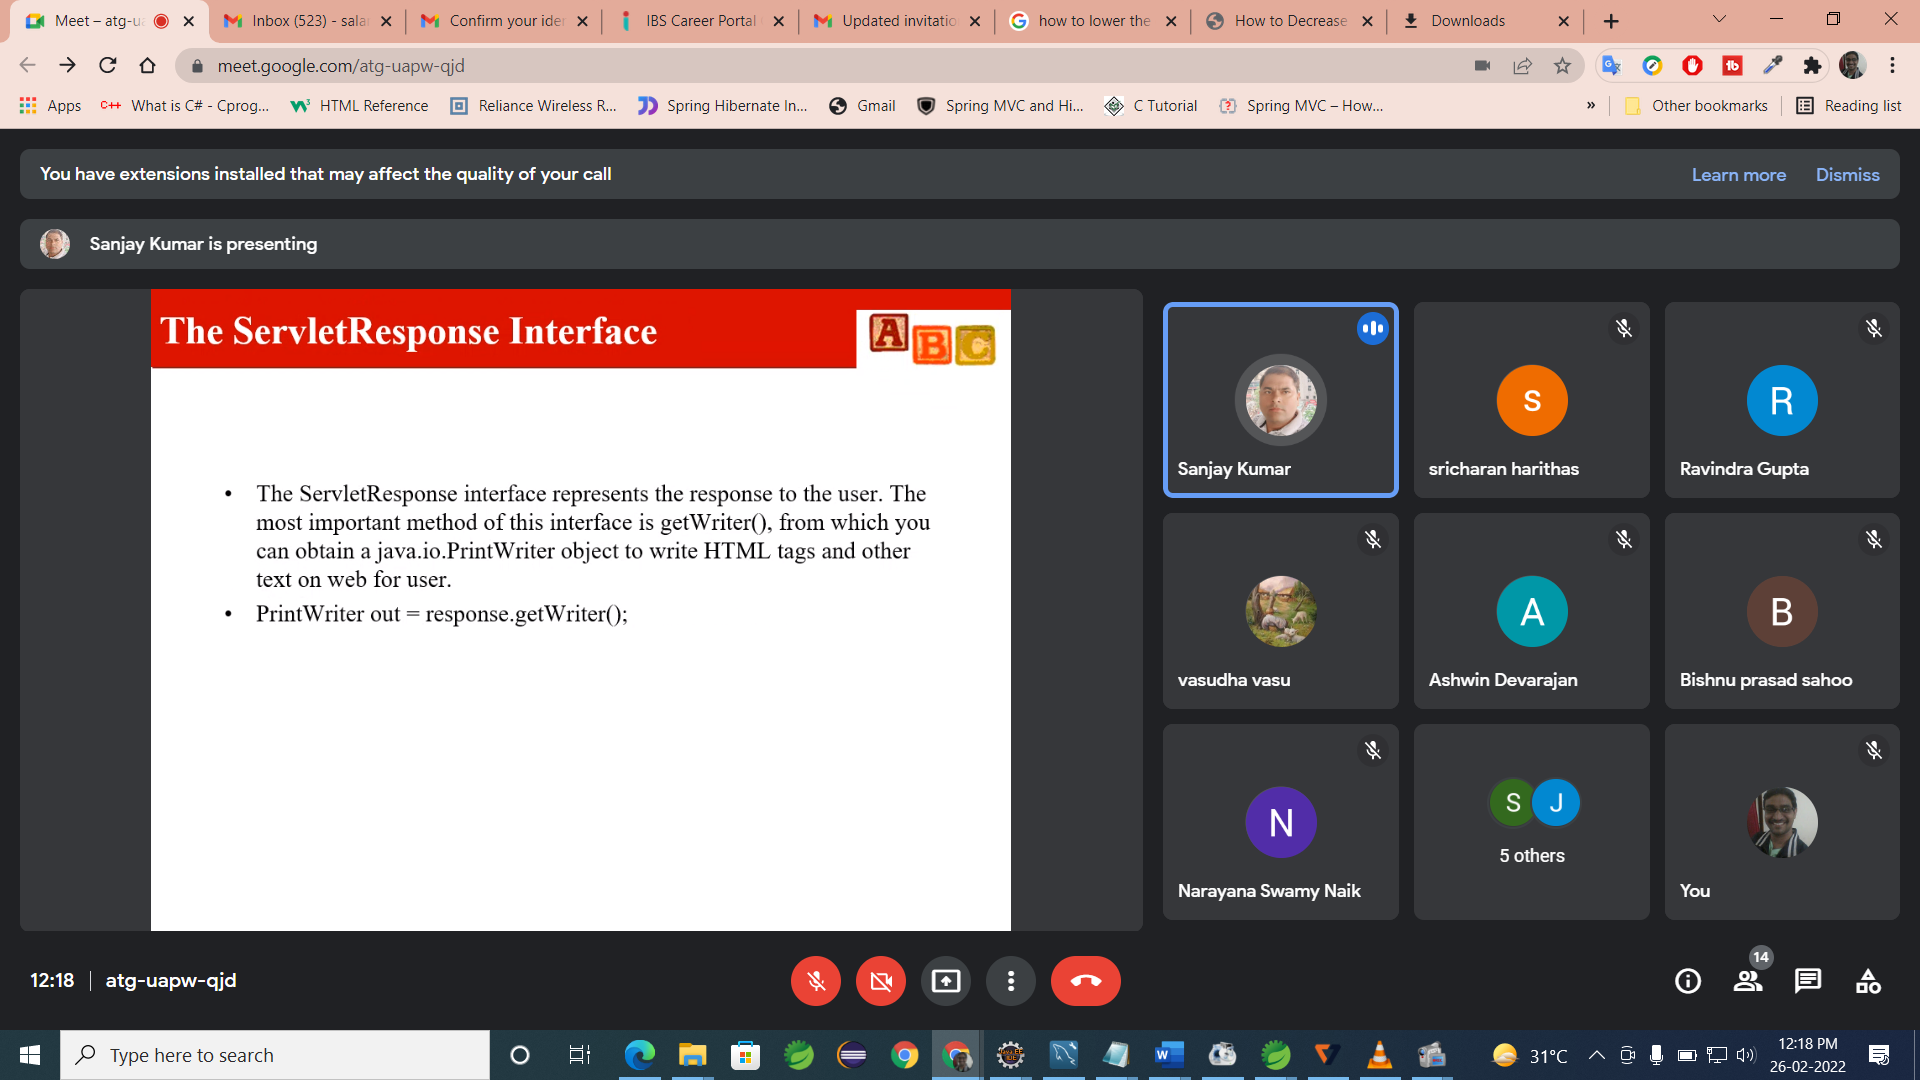 Meet – atg-ua
Inbox (523) - salar
Confirm your iden
IBS Career Portal
Updated invitatio
how to lower the
How to Decrease
Downloads
meet.google.com/atg-uapw-qjd
Apps
C++ What is C# - Cprog...
HTML Reference
Reliance Wireless R...
Spring Hibernate In...
Gmail
Spring MVC and Hi...
C Tutorial
Spring MVC – How...
»
Other bookmarks
Reading list
You have extensions installed that may affect the quality of your call
Learn more
Dismiss
Sanjay Kumar is presenting
The ServletResponse Interface
A B C
• The ServletResponse interface represents the response to the user. The
most important method of this interface is getWriter(), from which you
can obtain a java.io.PrintWriter object to write HTML tags and other
text on web for user.
• PrintWriter out = response.getWriter();
S
R
Sanjay Kumar
sricharan harithas
Ravindra Gupta
A
B
vasudha vasu
Ashwin Devarajan
Bishnu prasad sahoo
N
S J
5 others
Narayana Swamy Naik
You
12:18
atg-uapw-qjd
14
Type here to search
31°C
12:18 PM
26-02-2022